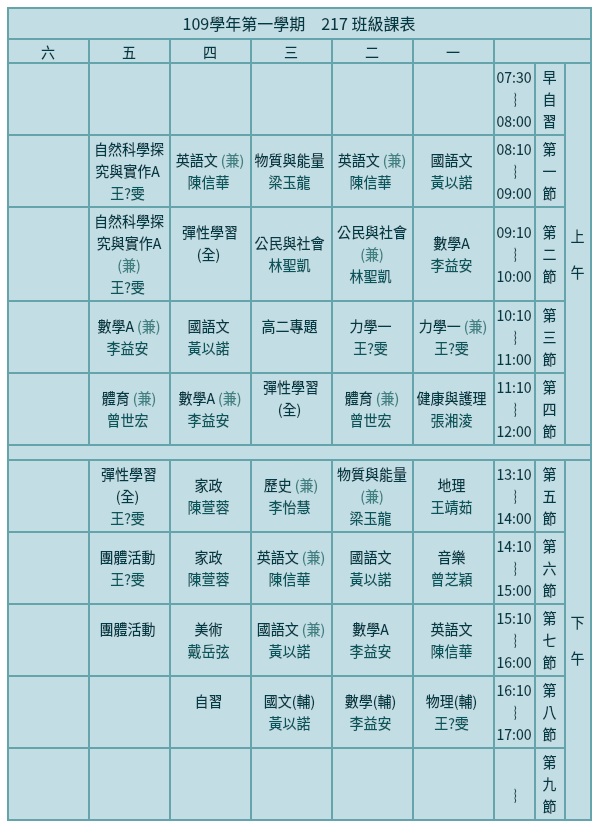 109學年第一學期　217 班級課表
六 五 四 三 二 一
07:30
〜
08:00
早
自
習
自然科學探
究與實作A
王?雯
英語文 (兼)
陳信華
物質與能量
梁玉龍
英語文 (兼)
陳信華
國語文
黃以諾
08:10
〜
09:00
第
一
節
自然科學探
究與實作A
(兼)
王?雯
彈性學習
(全)
公民與社會
林聖凱
公民與社會
(兼)
林聖凱
數學A
李益安
09:10
〜
10:00
第
二
節
上
午
數學A (兼)
李益安
國語文
黃以諾
高二專題
力學一
王?雯
力學一 (兼)
王?雯
10:10
〜
11:00
第
三
節
體育 (兼)
曾世宏
數學A (兼)
李益安
彈性學習
(全)
體育 (兼)
曾世宏
健康與護理
張湘淩
11:10
〜
12:00
第
四
節
彈性學習
(全)
王?雯
家政
陳萱蓉
歷史 (兼)
李怡慧
物質與能量
(兼)
梁玉龍
地理
王靖茹
13:10
〜
14:00
第
五
節
團體活動
王?雯
家政
陳萱蓉
英語文 (兼)
陳信華
國語文
黃以諾
音樂
曾芝穎
14:10
〜
15:00
第
六
節
團體活動
美術
戴岳弦
國語文 (兼)
黃以諾
數學A
李益安
英語文
陳信華
15:10
〜
16:00
第
七
節
下
午
自習
國文(輔)
黃以諾
數學(輔)
李益安
物理(輔)
王?雯
16:10
〜
17:00
第
八
節
〜
第
九
節